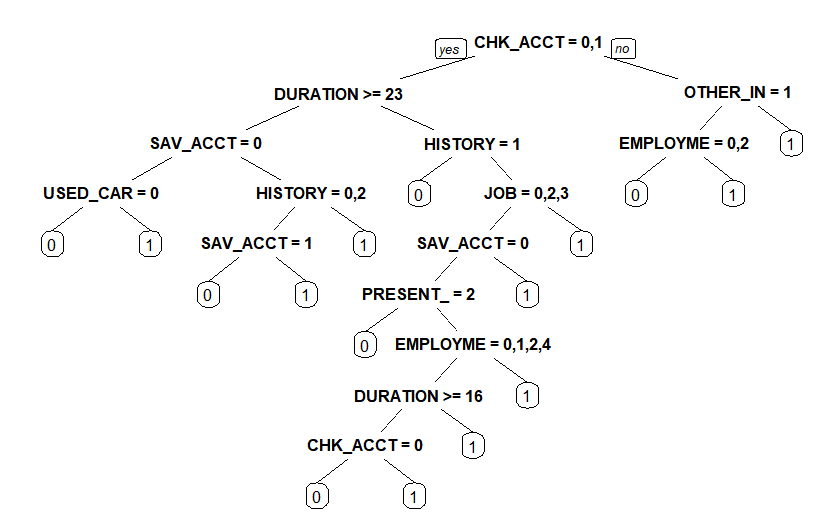 yes CHK_ACCT = 0,1 no
DURATION >= 23 OTHER_IN = 1
SAV_ACCT = 0 HISTORY = 1 EMPLOYME = 0,2 1
USED_CAR = 0 HISTORY = 0,2 0 JOB = 0,2,3 0 1
0 1 SAV_ACCT = 1 1 SAV_ACCT = 0 1
0 1 PRESENT_ = 2 1
0 EMPLOYME = 0,1,2,4
DURATION >= 16 1
CHK_ACCT = 0 1
0 1